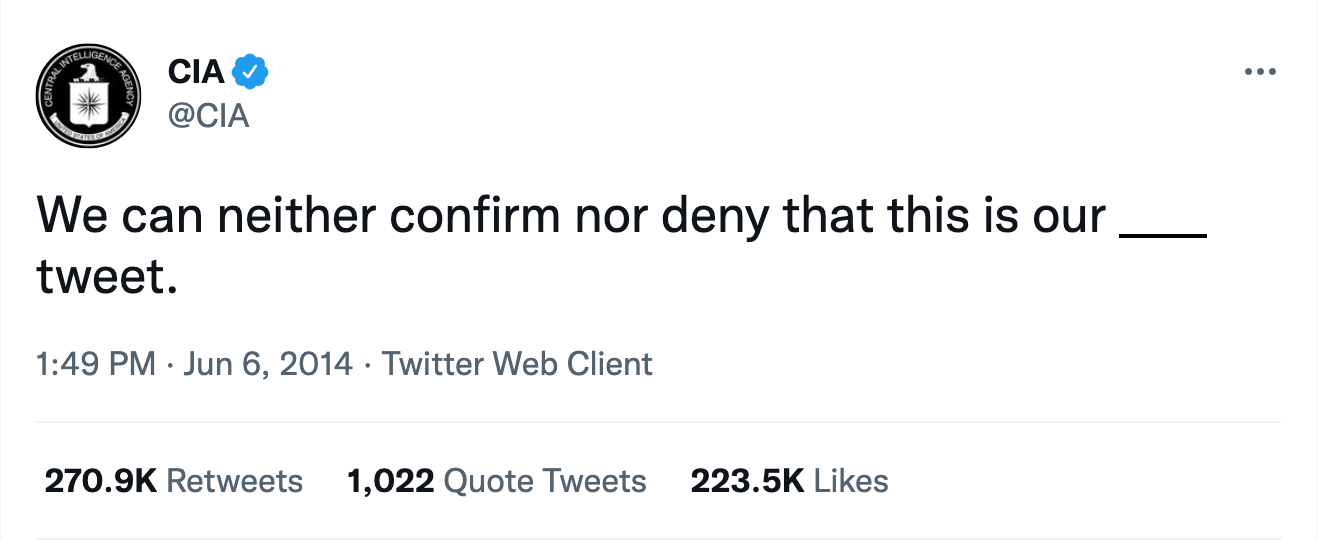 CENTRAL INTELLIGENCE AGENCY
UNITED STATES OF AMERICA
CIA
@CIA
We can neither confirm nor deny that this is our ____
tweet.
1:49 PM · Jun 6, 2014 · Twitter Web Client
270.9K Retweets 1,022 Quote Tweets 223.5K Likes